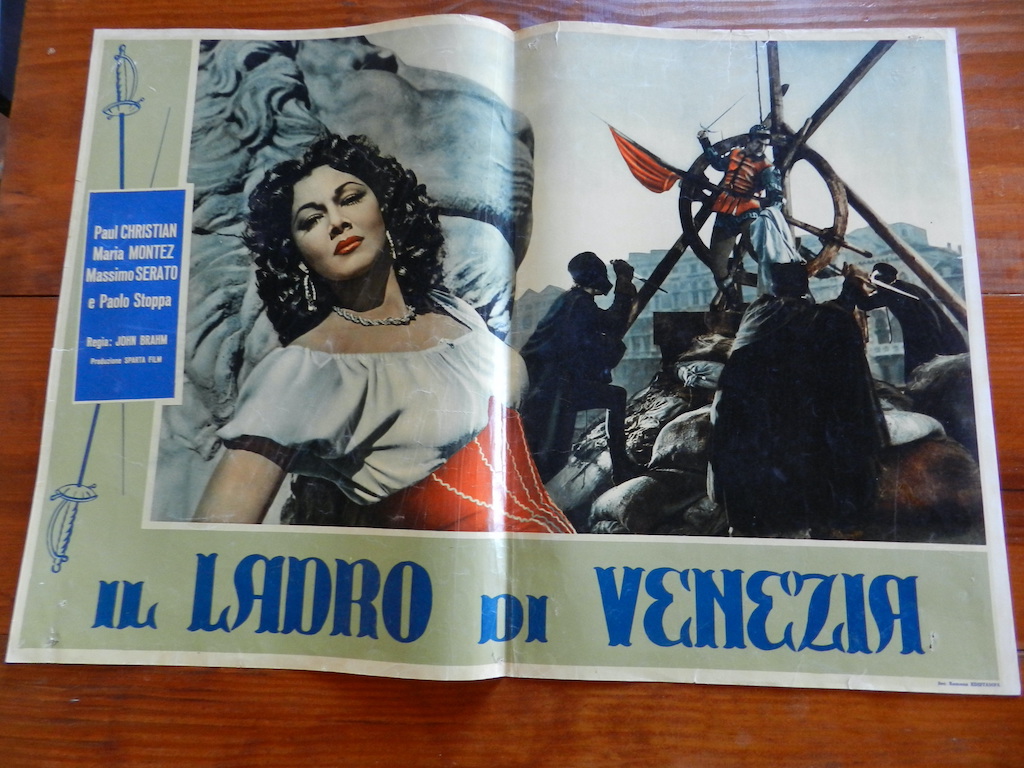 Paul CHRISTIAN
Maria MONTEZ
Massimo SERATO
e Paolo Stoppa
Regia: JOHN BRAHM
Produzione SPARTA FILM
IL LADRO DI VENEZIA